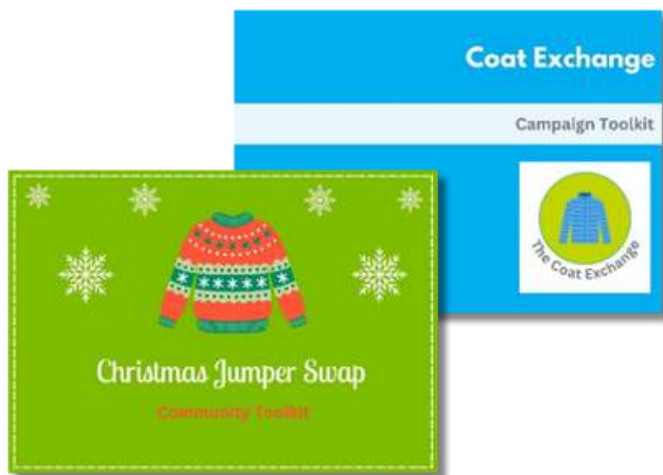 Coat Exchange
Campaign Toolkit
The Coat Exchange
Christmas Jumper Swap
Community Toolkit